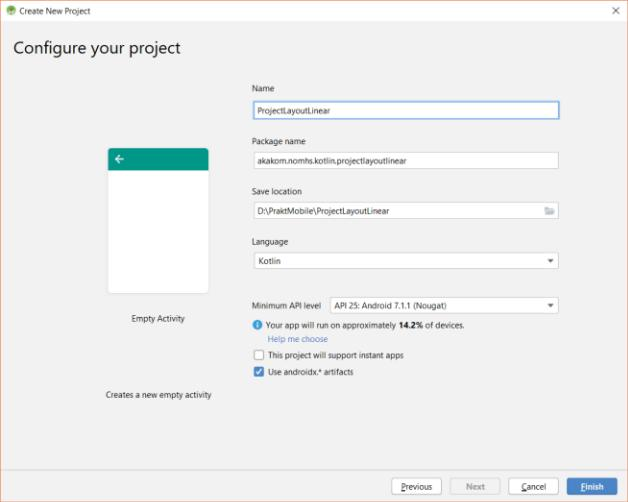 Create New Project
Configure your project
Name
ProjectLayoutLinear
Package name
akakom.nomhs.kotlin.projectlayoutlinear
Save location
D:\PraktMobile\ProjectLayoutLinear
Language
Kotlin
Minimum API level API 25: Android 7.1.1 (Nougat)
Your app will run on approximately 14.2% of devices.
Help me choose
This project will support instant apps
Use androidx.* artifacts
Empty Activity
Creates a new empty activity
Previous Next Cancel Finish